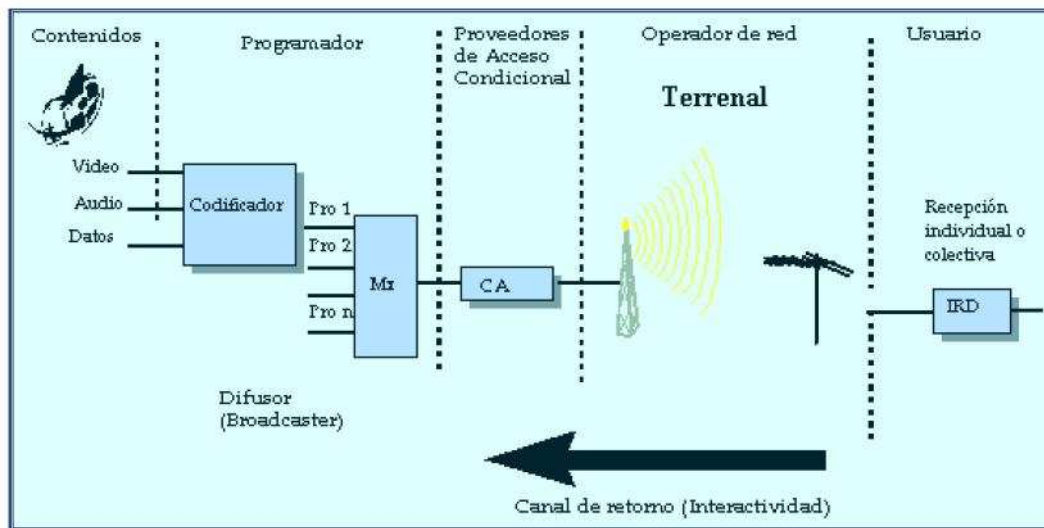 Contenidos
Programador
Proveedores
de Acceso
Condicional
Operador de red
Usuario
Terrenal
Video
Audio
Datos
Codificador
Pro 1
Pro 2
Pro n
Mx
CA
Recepción
individual o
colectiva
IRD
Difusor
(Broadcaster)
Canal de retorno (Interactividad)